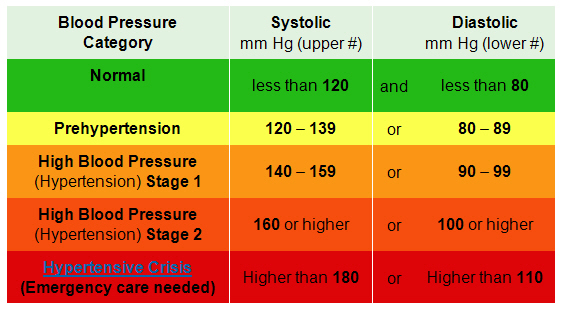 Blood Pressure Category Systolic mm Hg (upper #) Diastolic mm Hg (lower #)
Normal less than 120 and less than 80
Prehypertension 120 – 139 or 80 – 89
High Blood Pressure (Hypertension) Stage 1 140 – 159 or 90 – 99
High Blood Pressure (Hypertension) Stage 2 160 or higher or 100 or higher
Hypertensive Crisis (Emergency care needed) Higher than 180 or Higher than 110